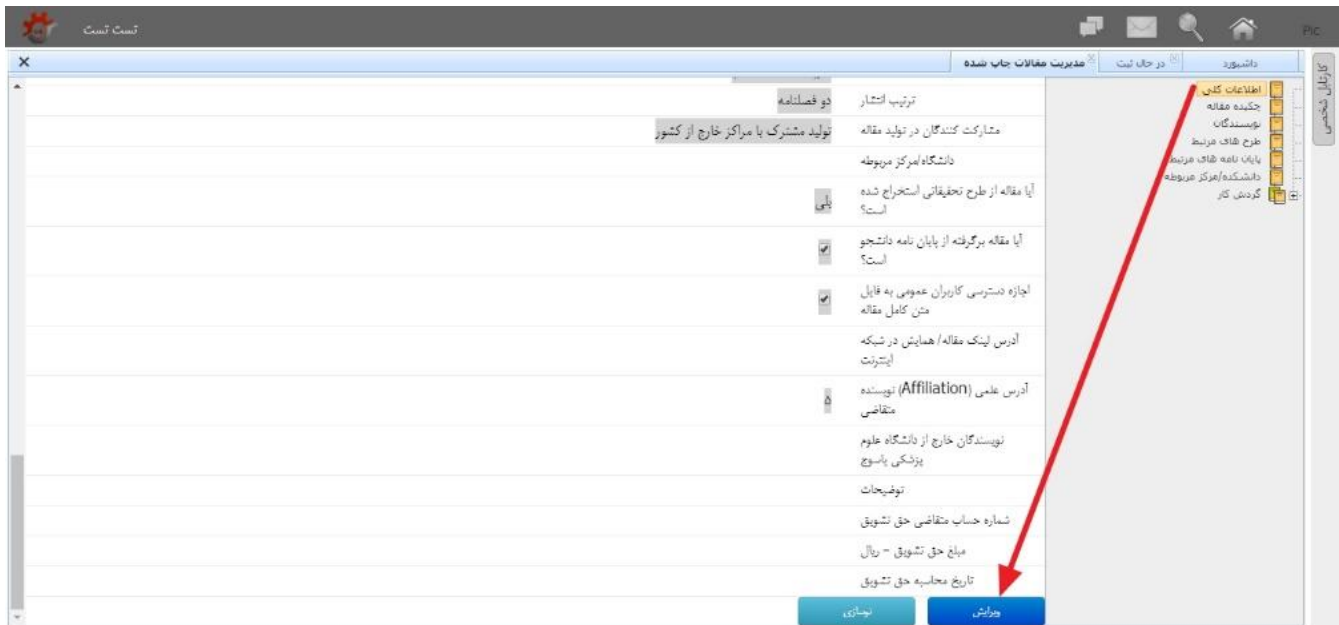 Pic
تست تست
کارتابل شخصی
داشبورد
در حال ثبت
مدیریت مقالات چاپ شده
اطلاعات کلی
چکیده مقاله
نویسندگان
طرح های مرتبط
پایان نامه های مرتبط
دانشکده/مرکز مربوطه
گردش کار
ترتیب انتشار دو فصلنامه
مشارکت کنندگان در تولید مقاله تولید مشترک با مراکز خارج از کشور
دانشگاه/مرکز مربوطه
آیا مقاله از طرح تحقیقاتی استخراج شده
است؟ بلی
آیا مقاله برگرفته از پایان نامه دانشجو
است؟
اجازه دسترسی کاربران عمومی به فایل
متن کامل مقاله
آدرس لینک مقاله/ همایش در شبکه
اینترنت
آدرس علمی (Affiliation) نویسنده
متقاضی ۵
نویسندگان خارج از دانشگاه علوم
پزشکی یاسوج
توضیحات
شماره حساب متقاضی حق تشویق
مبلغ حق تشویق - ریال
تاریخ محاسبه حق تشویق
ویرایش
نوسازی